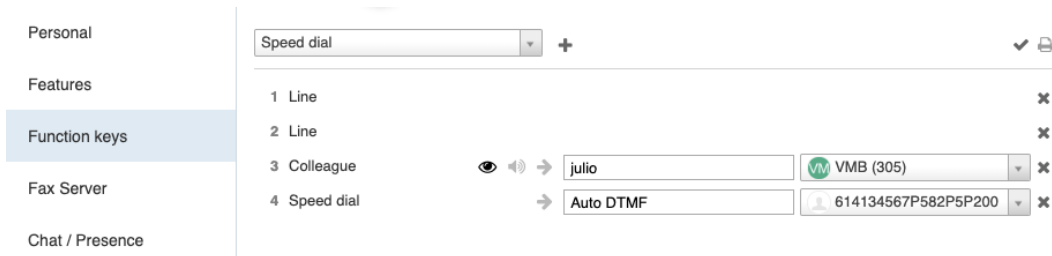 Personal
Features
Function keys
Fax Server
Chat / Presence
Speed dial
1 Line
2 Line
3 Colleague julio VM VMB (305)
4 Speed dial Auto DTMF 614134567P582P5P200